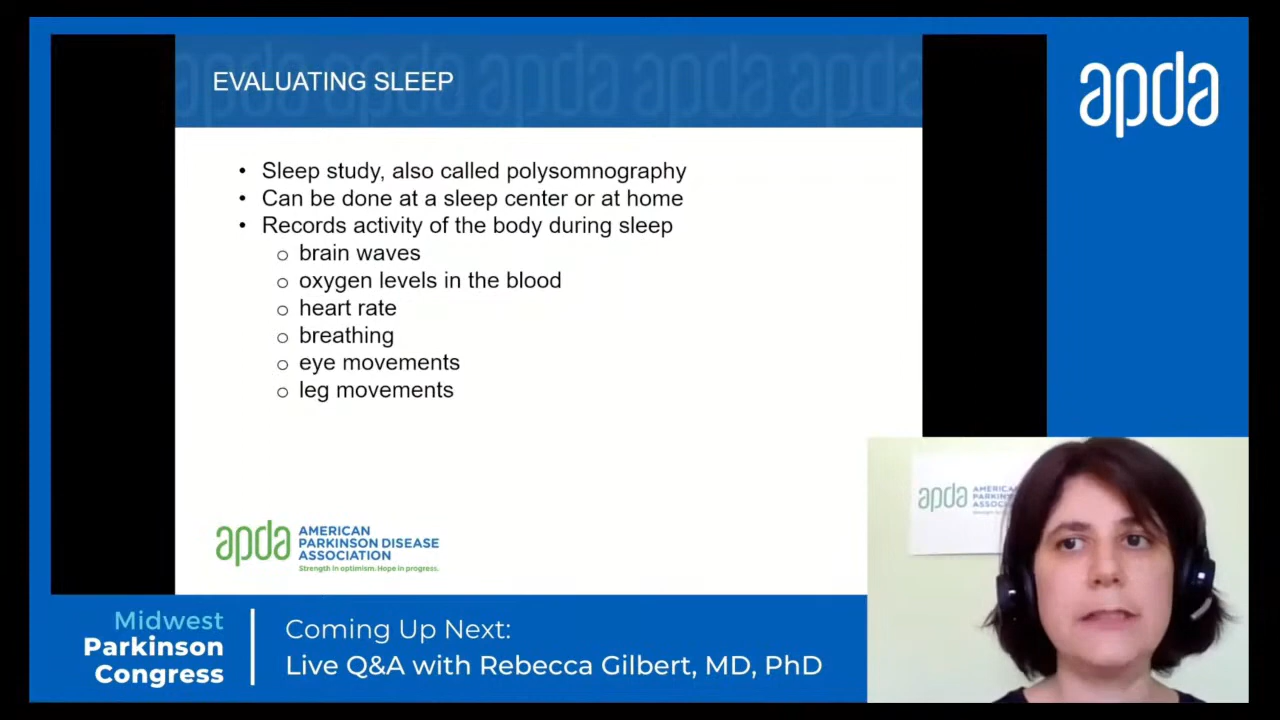 EVALUATING SLEEP
apda
• Sleep study, also called polysomnography
• Can be done at a sleep center or at home
• Records activity of the body during sleep
o brain waves
o oxygen levels in the blood
o heart rate
o breathing
o eye movements
o leg movements
apda
AMERICAN
PARKINSON DISEASE
ASSOCIATION
Strength in optimism. Hope in progress.
apda
Midwest
Parkinson
Congress
Coming Up Next:
Live Q&A with Rebecca Gilbert, MD, PhD